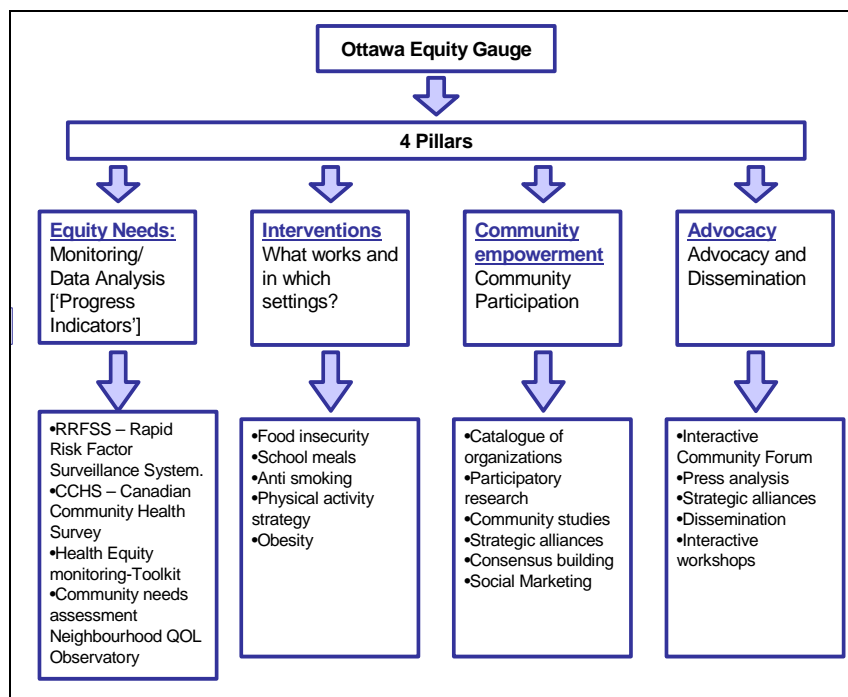 Ottawa Equity Gauge
4 Pillars
Equity Needs:
Monitoring/
Data Analysis
[‘Progress
Indicators’]
Interventions
What works and
in which
settings?
Community
empowerment
Community
Participation
Advocacy
Advocacy and
Dissemination
•RRFSS – Rapid
Risk Factor
Surveillance System.
•CCHS – Canadian
Community Health
Survey
•Health Equity
monitoring-Toolkit
•Community needs
assessment
Neighbourhood QOL
Observatory
•Food insecurity
•School meals
•Anti smoking
•Physical activity
strategy
•Obesity
•Catalogue of
organizations
•Participatory
research
•Community studies
•Strategic alliances
•Consensus building
•Social Marketing
•Interactive
Community Forum
•Press analysis
•Strategic alliances
•Dissemination
•Interactive
workshops